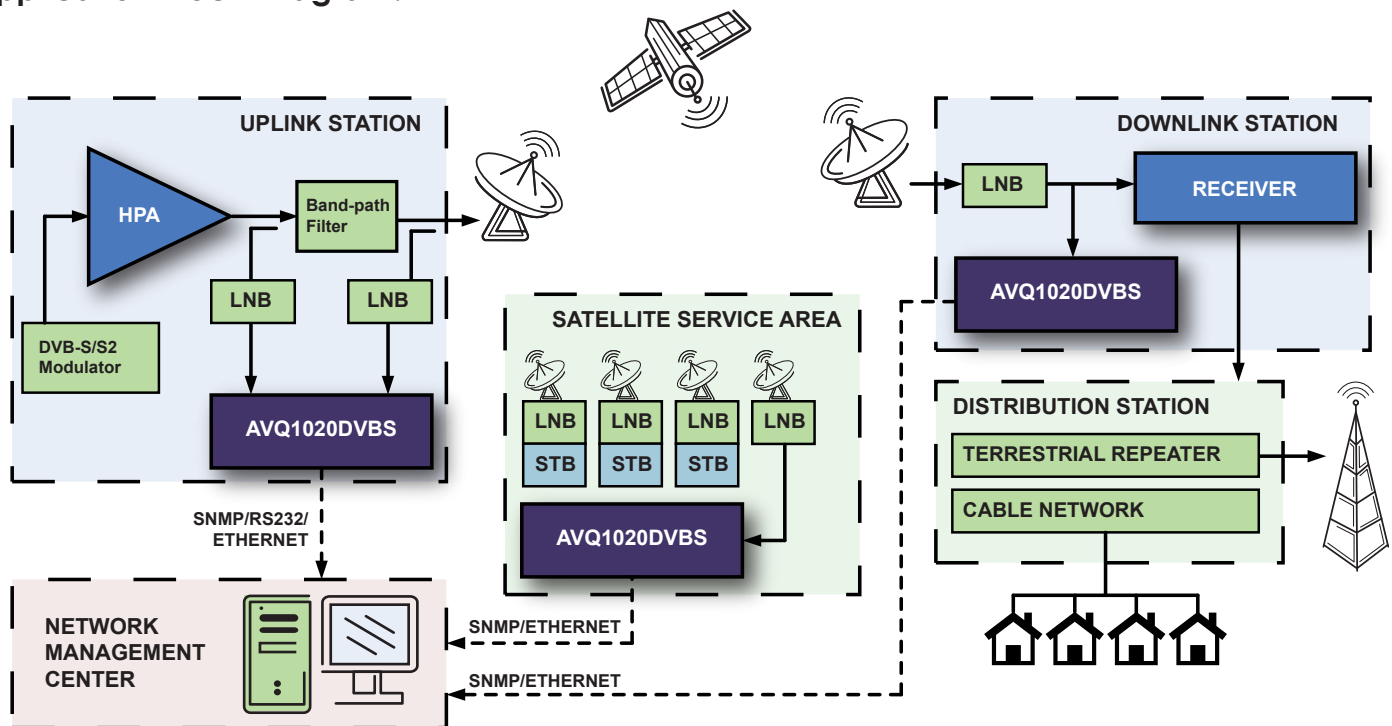 UPLINK STATION
HPA
Band-path
Filter
LNB
LNB
DVB-S/S2
Modulator
AVQ1020DVBS
SNMP/RS232/
ETHERNET
NETWORK
MANAGEMENT
CENTER
SATELLITE SERVICE AREA
LNB
LNB
LNB
LNB
STB
STB
STB
AVQ1020DVBS
SNMP/ETHERNET
SNMP/ETHERNET
DOWNLINK STATION
LNB
RECEIVER
AVQ1020DVBS
DISTRIBUTION STATION
TERRESTRIAL REPEATER
CABLE NETWORK